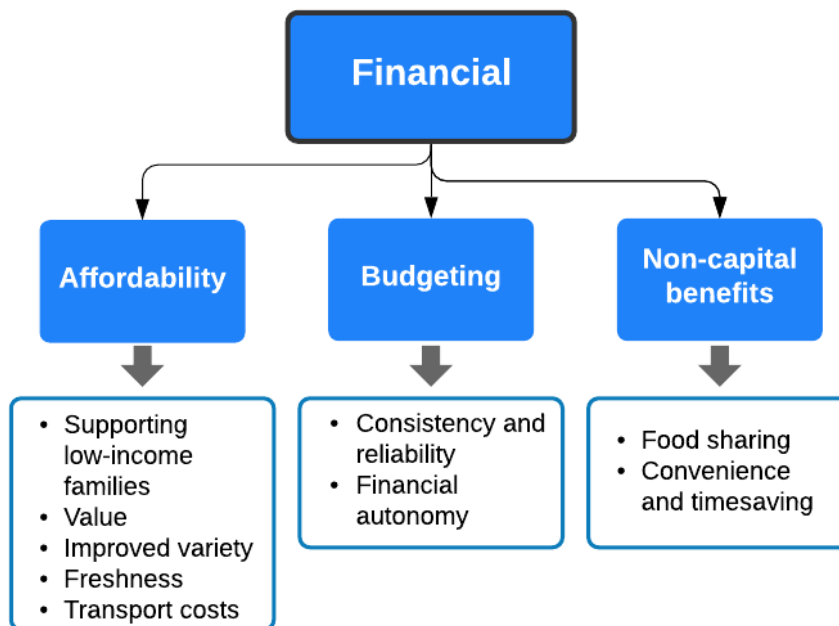 Financial
Affordability
Budgeting
Non-capital
benefits
• Supporting
low-income
families
• Value
• Improved variety
• Freshness
• Transport costs
• Consistency and
reliability
• Financial
autonomy
• Food sharing
• Convenience
and timesaving